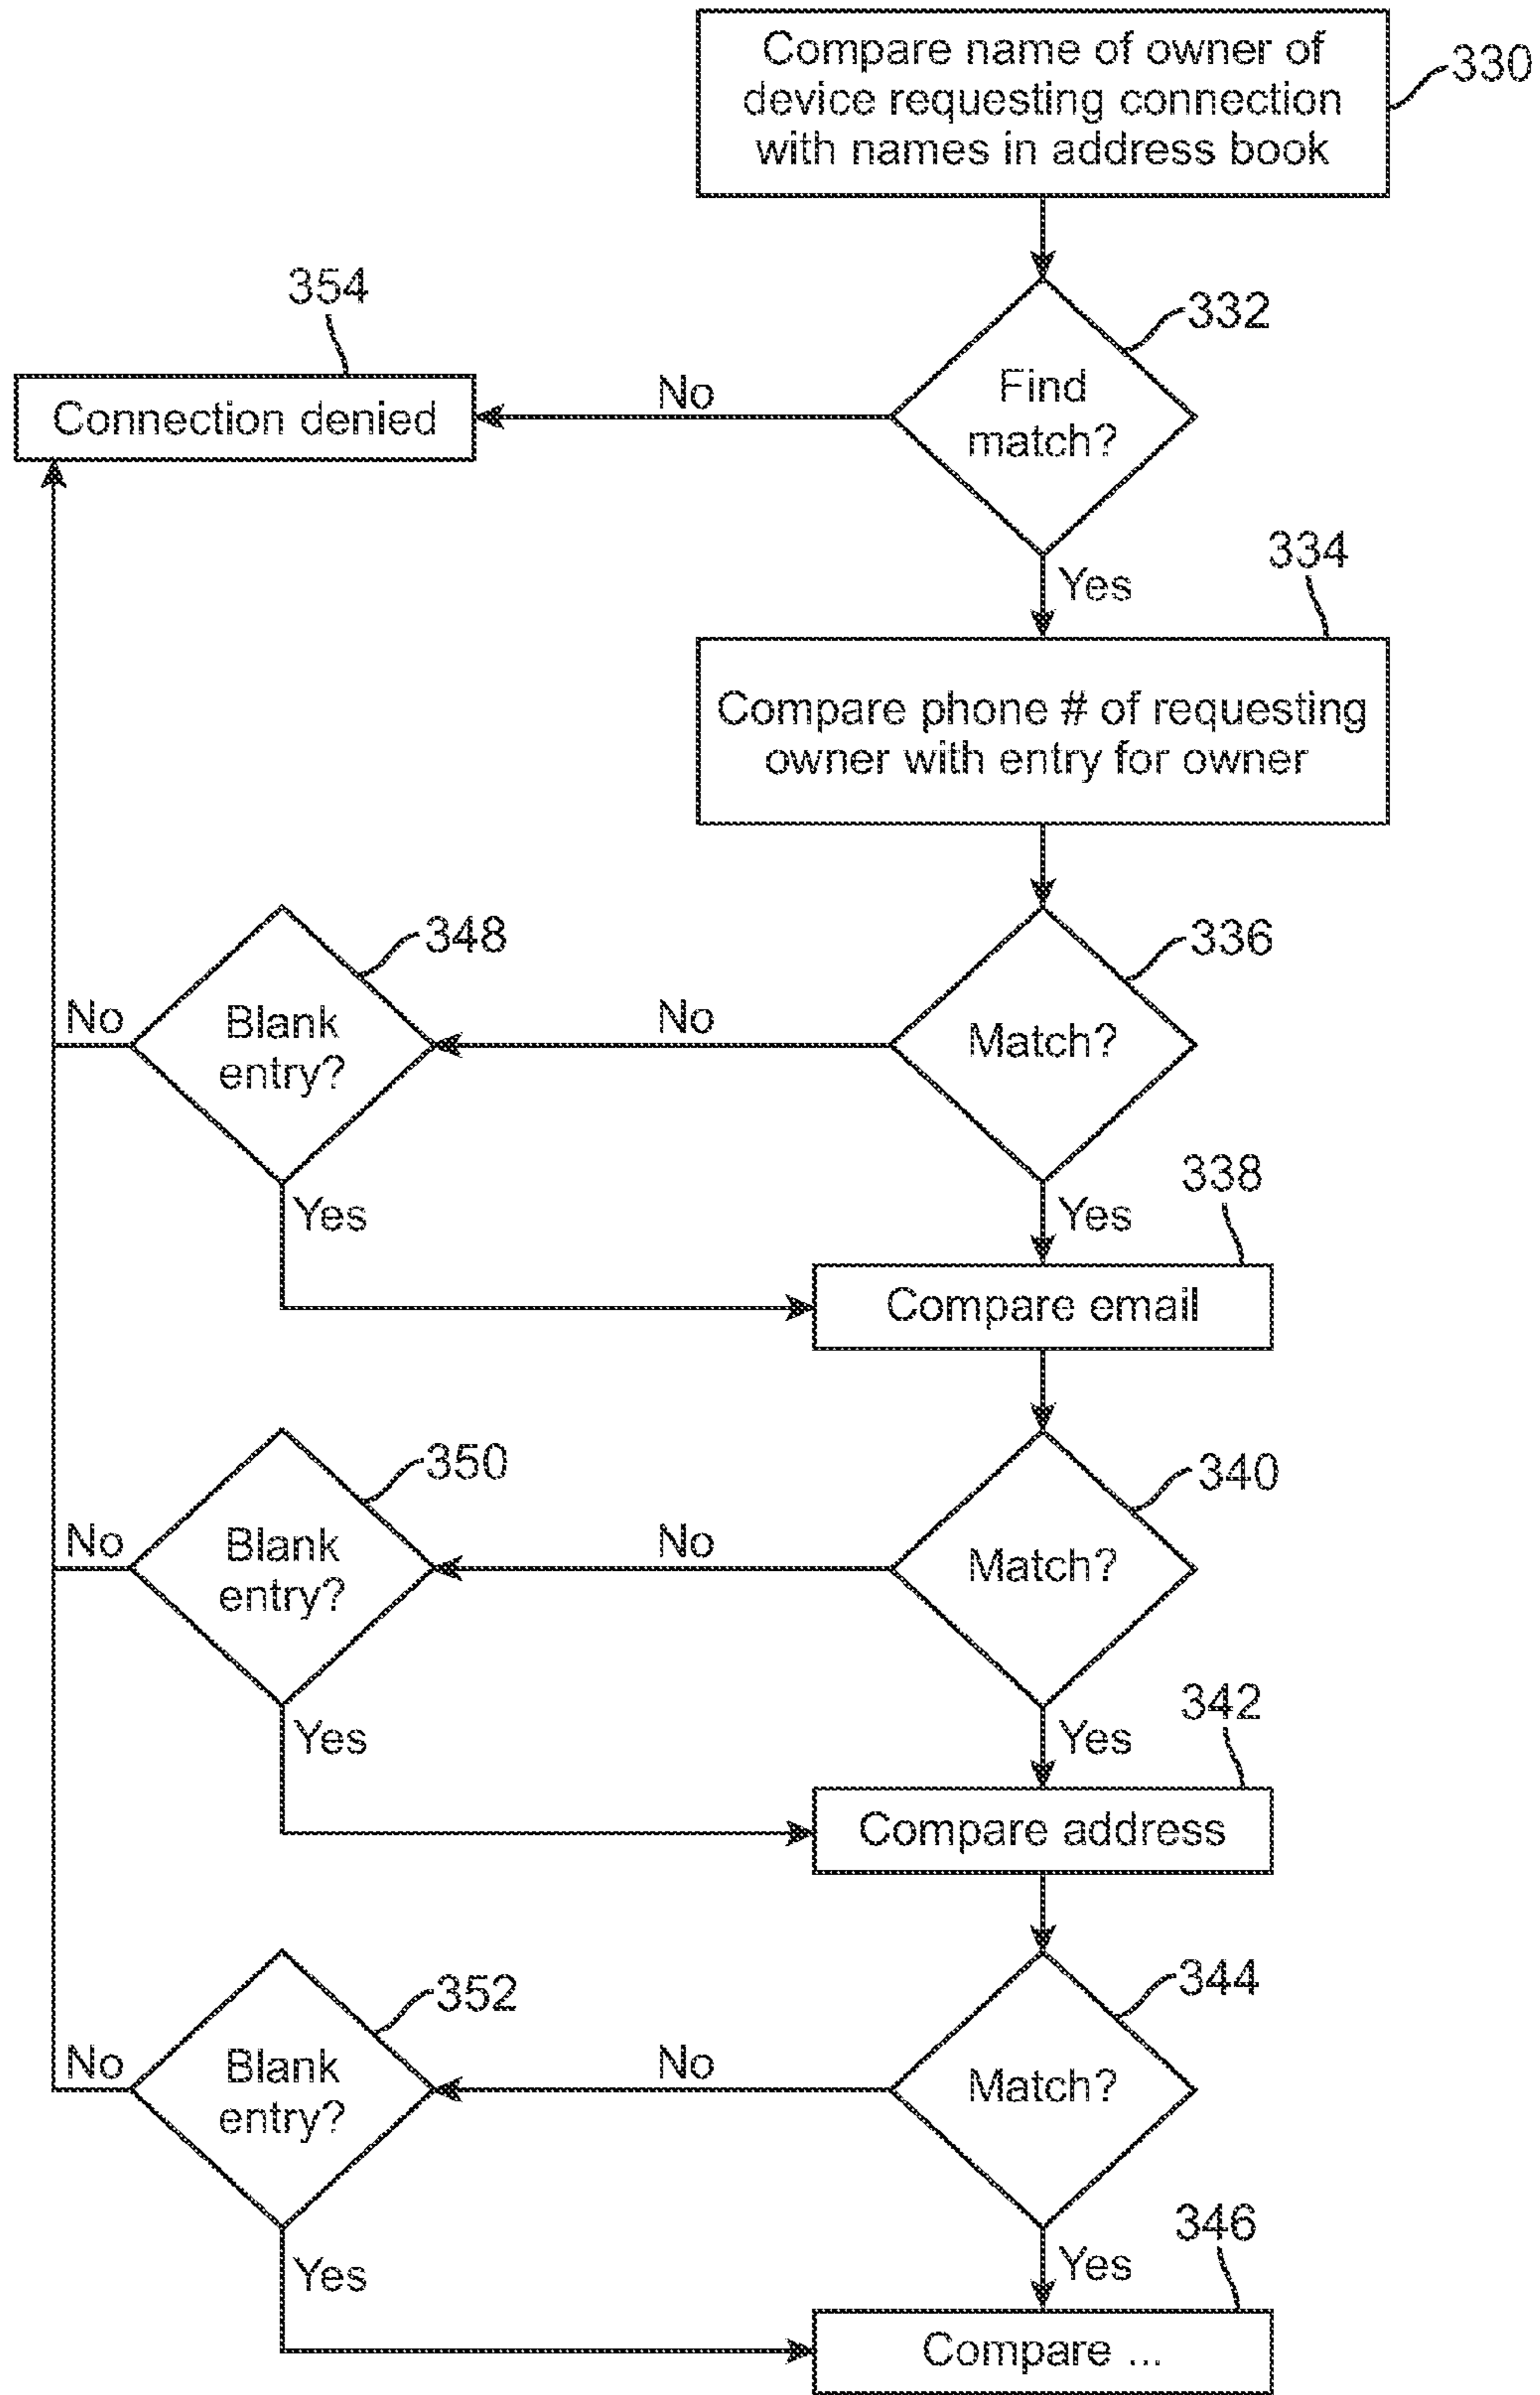 Compare name of owner of
device requesting connection
with names in address book
330
354
332
Connection denied
No
Find
match?
Yes
334
Compare phone # of requesting
owner with entry for owner
348
336
No
Blank
entry?
No
Match?
Yes
Yes
338
Compare email
350
340
No
Blank
entry?
No
Match?
Yes
Yes
342
Compare address
352
344
No
Blank
entry?
No
Match?
Yes
Yes
346
Compare ...